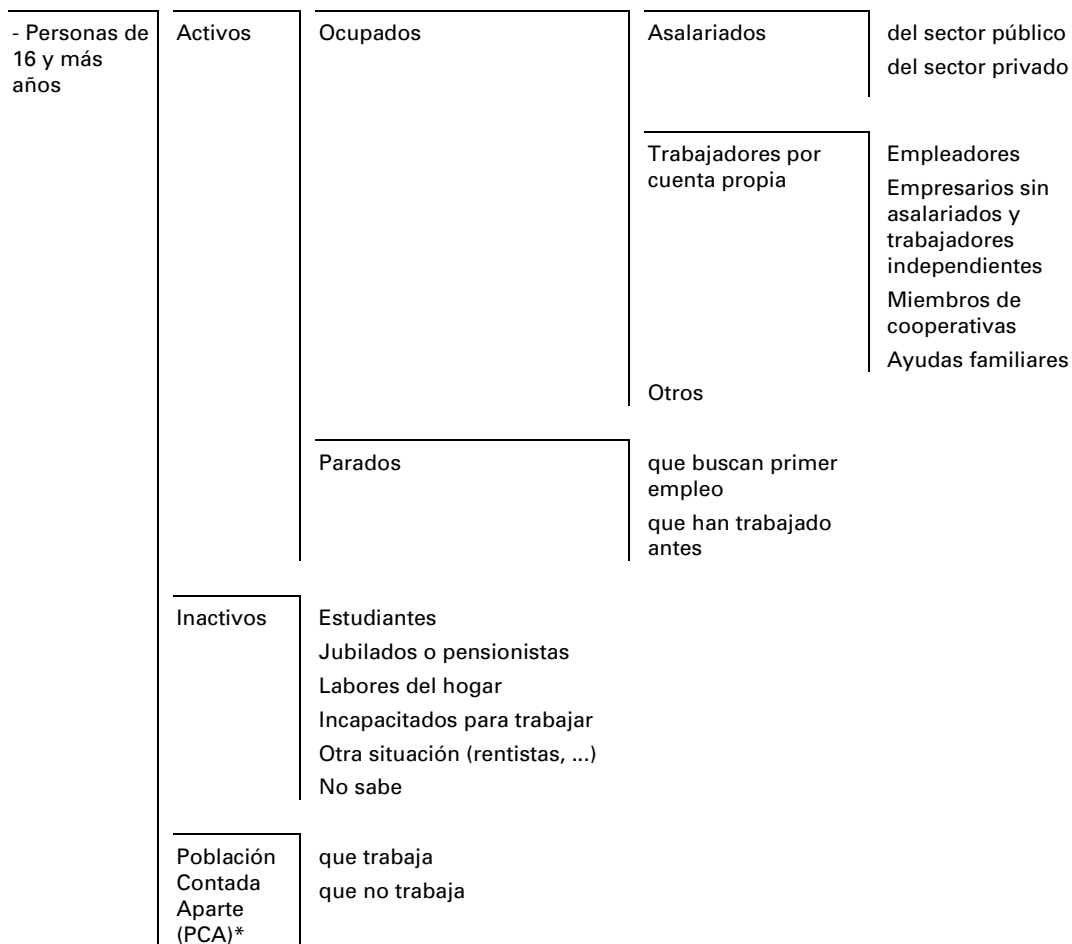 - Personas de
16 y más
años
Activos
Ocupados
Asalariados
del sector público
del sector privado
Trabajadores por
cuenta propia
Empleadores
Empresarios sin
asalariados y
trabajadores
independientes
Miembros de
cooperativas
Ayudas familiares
Otros
Parados
que buscan primer
empleo
que han trabajado
antes
Inactivos
Estudiantes
Jubilados o pensionistas
Labores del hogar
Incapacitados para trabajar
Otra situación (rentistas, ...)
No sabe
Población
Contada
Aparte
(PCA)*
que trabaja
que no trabaja